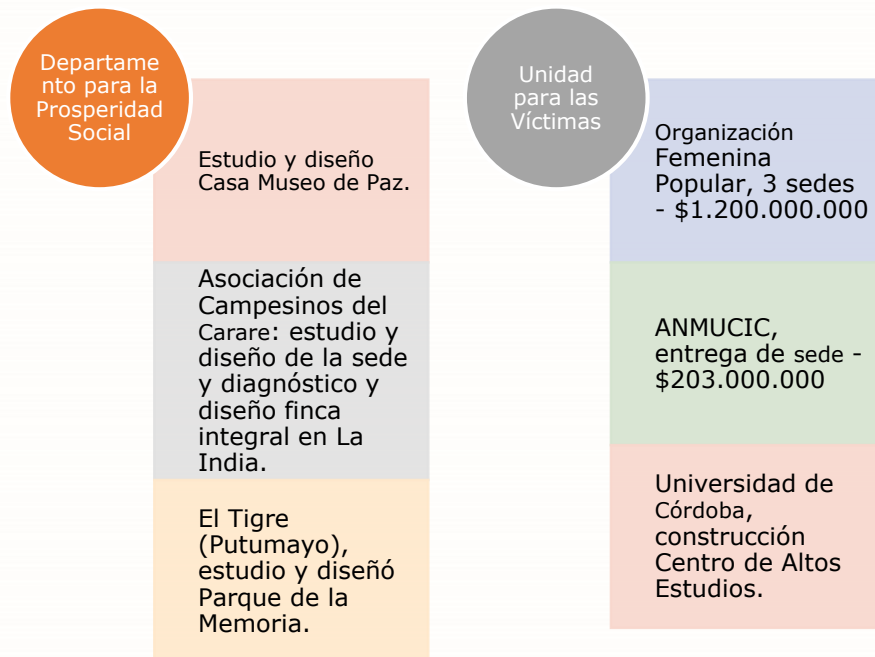 Departame
nto para la
Prosperidad
Social
Estudio y diseño
Casa Museo de Paz.
Asociación de
Campesinos del
Carare: estudio y
diseño de la sede
y diagnóstico y
diseño finca
integral en La
India.
El Tigre
(Putumayo),
estudio y diseñó
Parque de la
Memoria.
Unidad
para las
Víctimas
Organización
Femenina
Popular, 3 sedes
- $1.200.000.000
ANMUCIC,
entrega de sede -
$203.000.000
Universidad de
Córdoba,
construcción
Centro de Altos
Estudios.